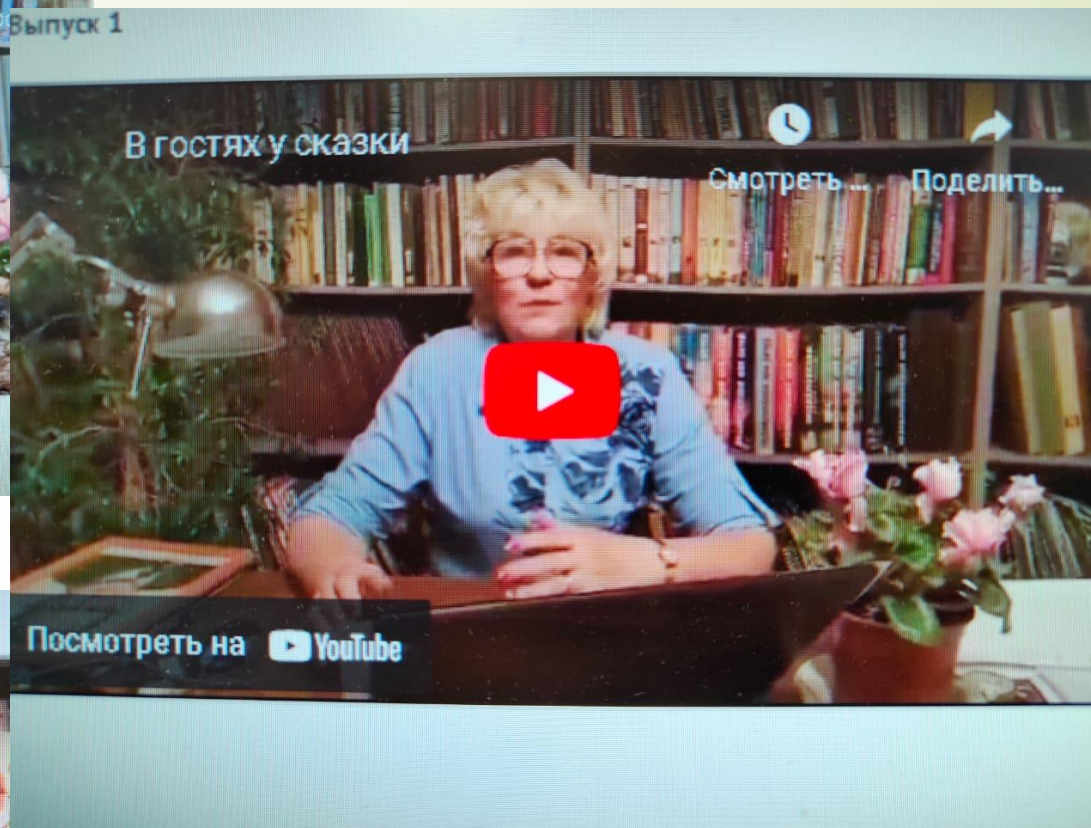 Выпуск 1
В гостях у сказки
Смотреть ...
Поделить...
Посмотреть на YouTube